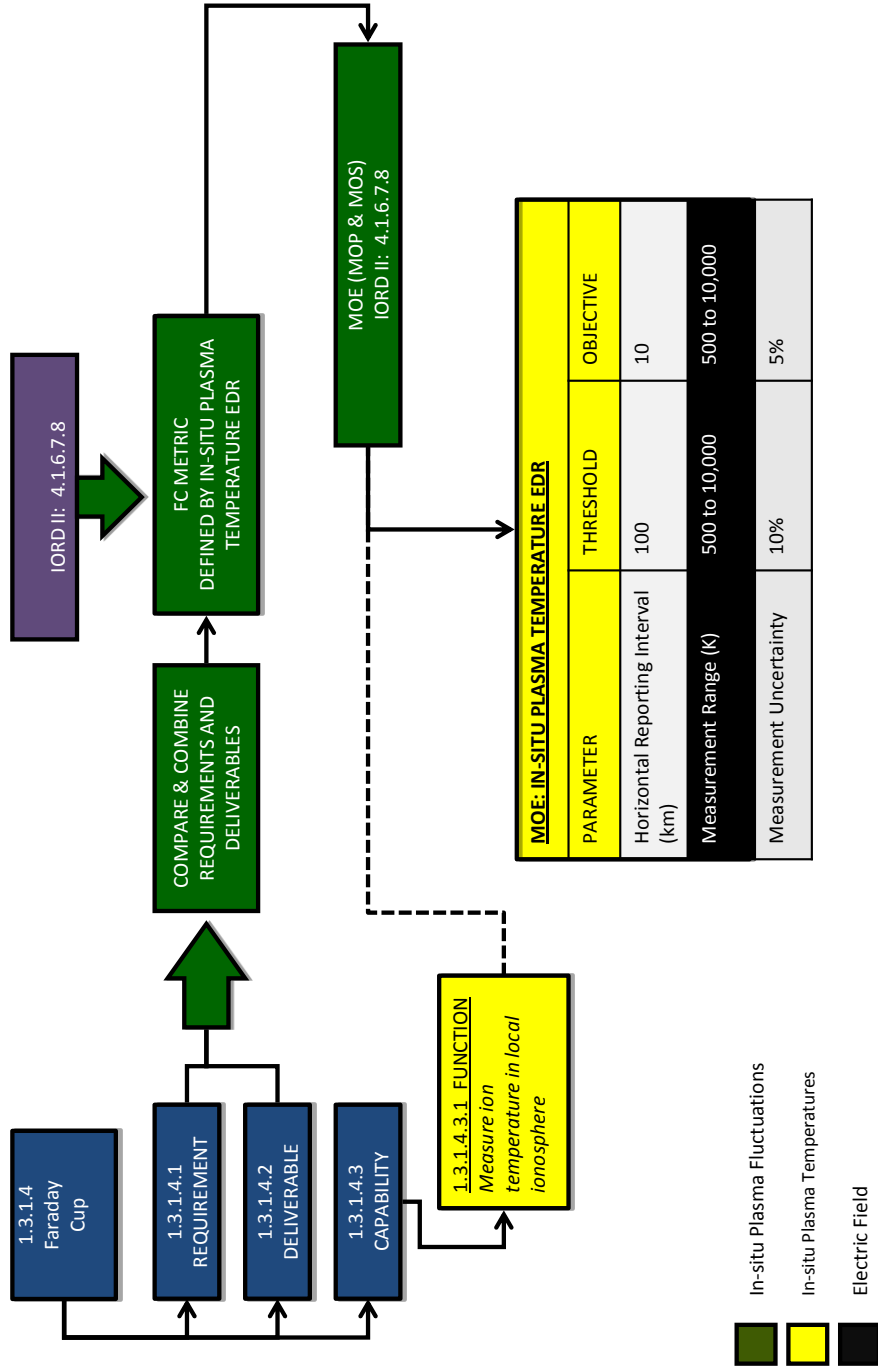 1.3.1.4
Faraday
Cup
1.3.1.4.1
REQUIREMENT
1.3.1.4.2
DELIVERABLE
1.3.1.4.3
CAPABILITY
1.3.1.4.3.1 FUNCTION
Measure ion
temperature in local
ionosphere
COMPARE & COMBINE
REQUIREMENTS AND
DELIVERABLES
IORD II: 4.1.6.7.8
FC METRIC
DEFINED BY IN-SITU PLASMA
TEMPERATURE EDR
MOE (MOP & MOS)
IORD II: 4.1.6.7.8
MOE: IN-SITU PLASMA TEMPERATURE EDR
PARAMETER THRESHOLD OBJECTIVE
Horizontal Reporting Interval 100 10
(km)
Measurement Range (K) 500 to 10,000 500 to 10,000
Measurement Uncertainty 10% 5%
In-situ Plasma Fluctuations
In-situ Plasma Temperatures
Electric Field